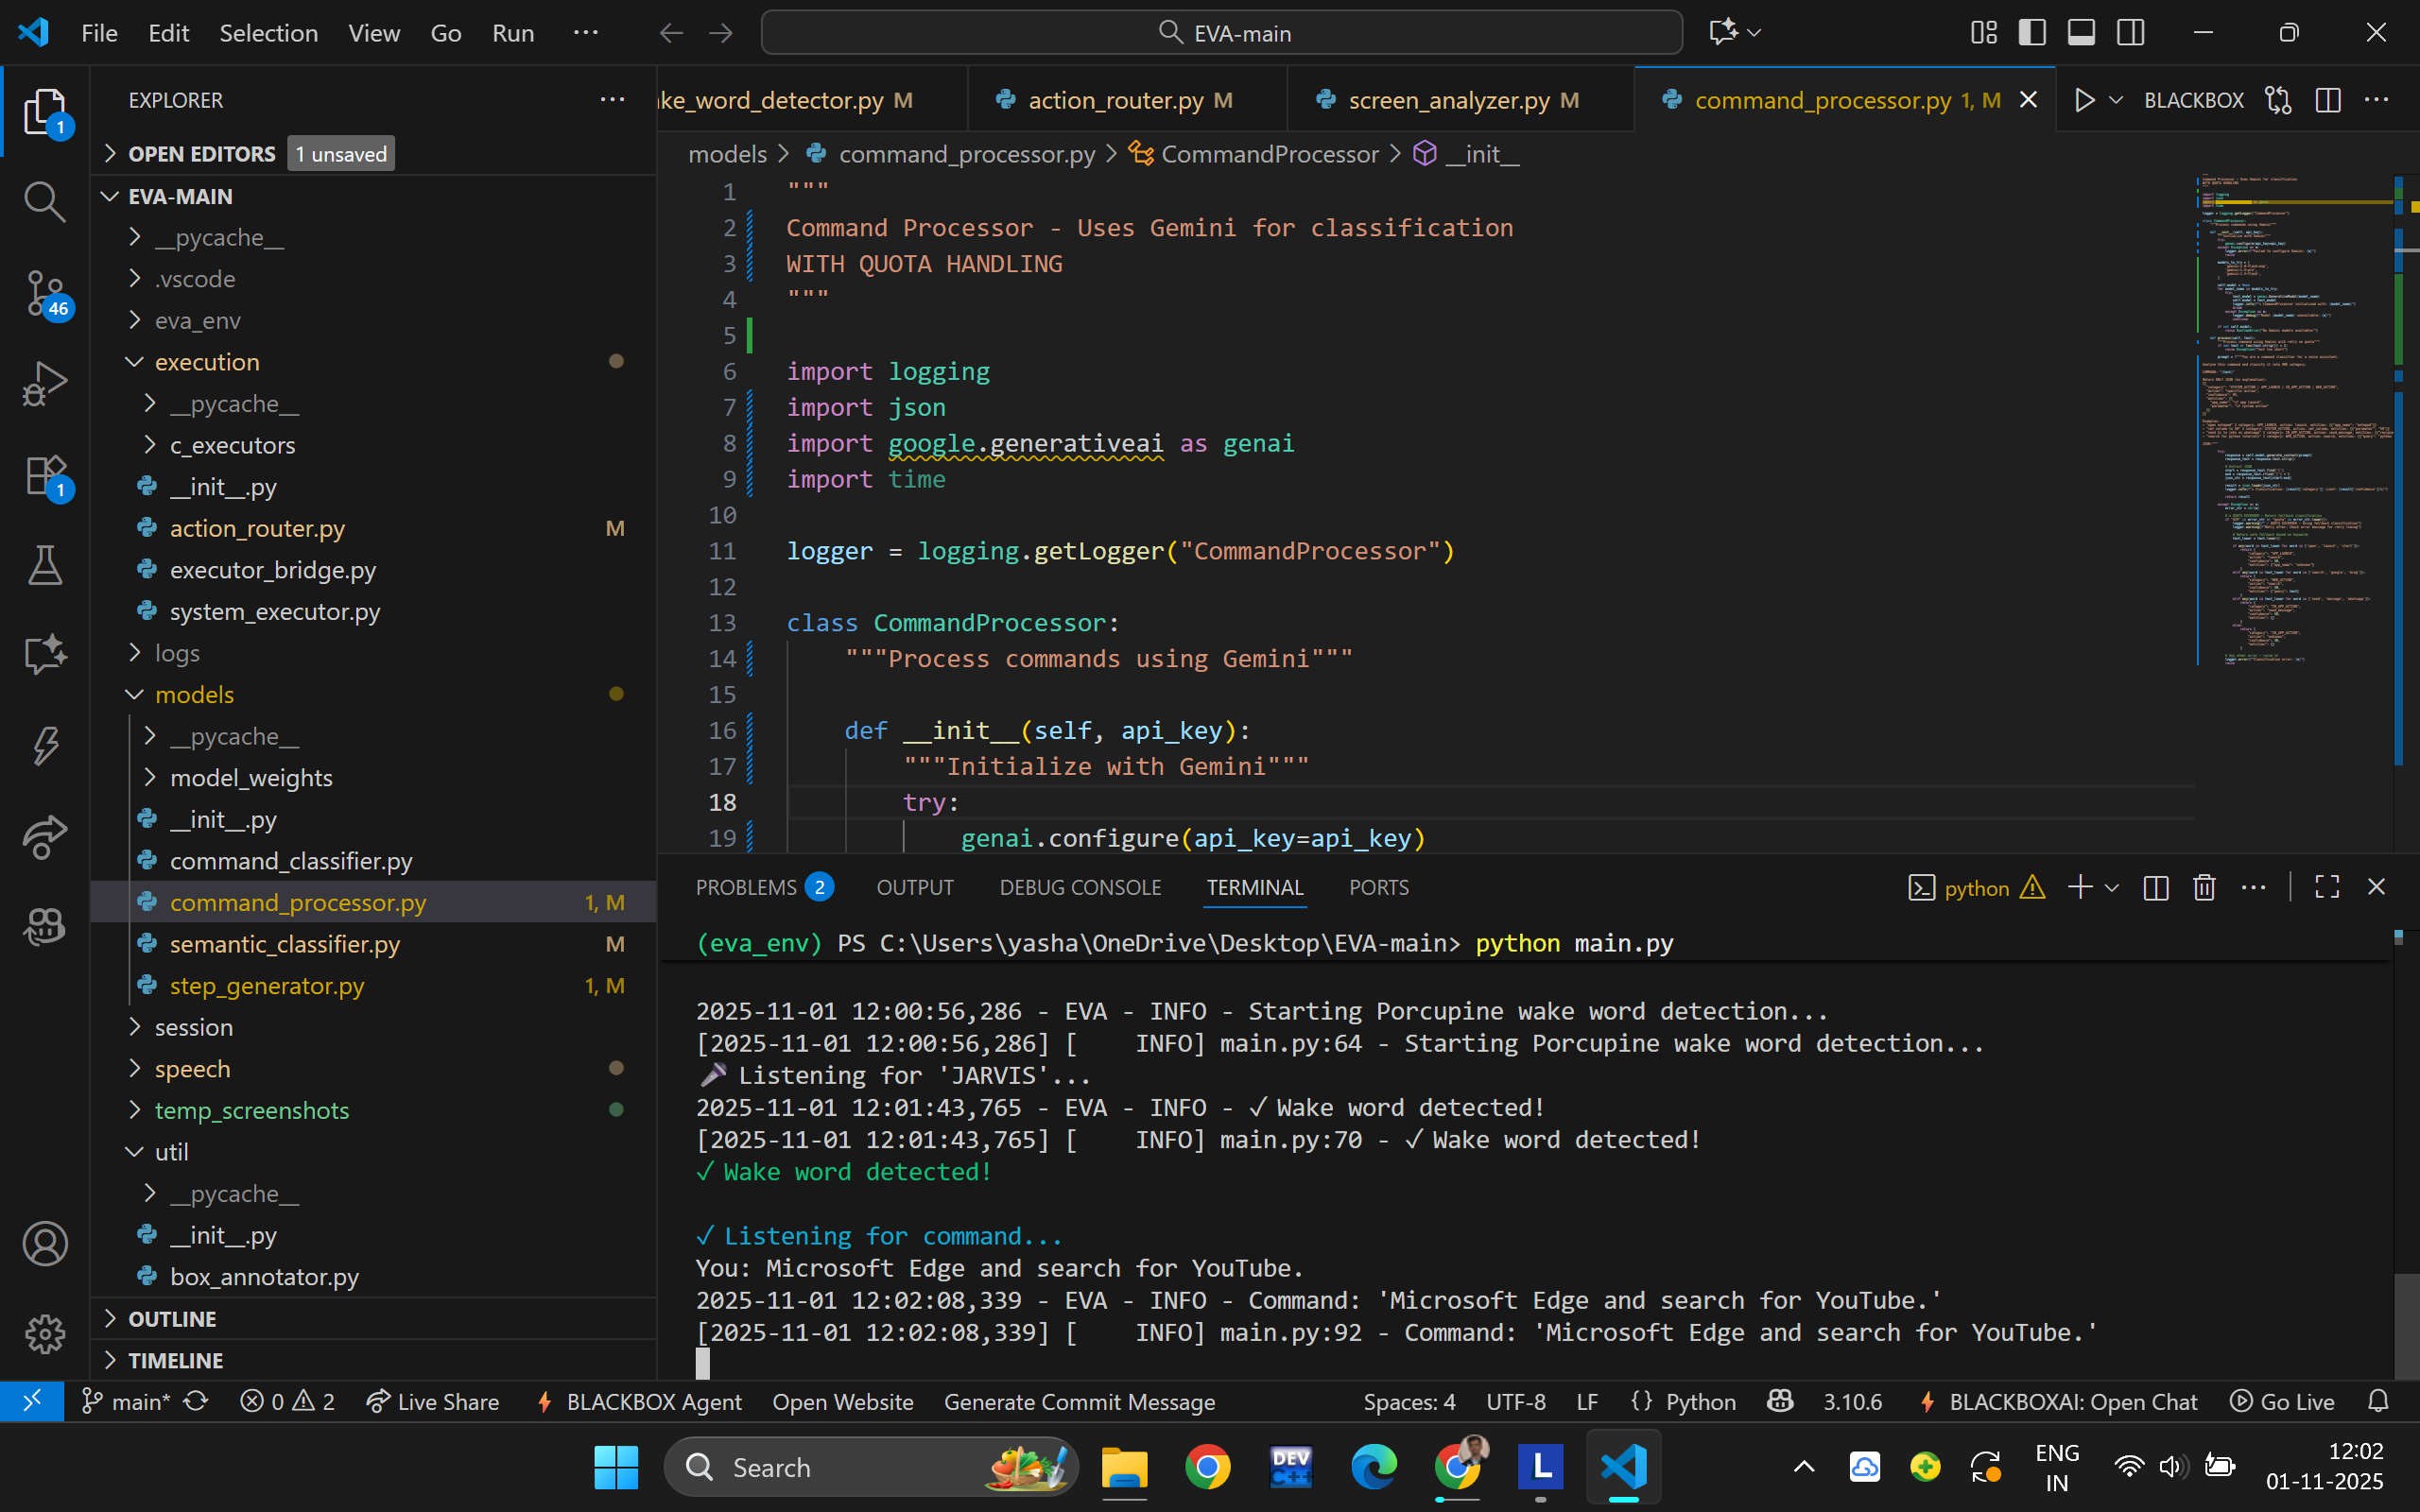 File Edit Selection View Go Run ··· EVA-main
EXPLORER
OPEN EDITORS 1 unsaved
EVA-MAIN
__pycache__
.vscode
eva_env
execution
__pycache__
c_executors
__init__.py
action_router.py M
executor_bridge.py
system_executor.py
logs
models
__pycache__
model_weights
__init__.py
command_classifier.py
command_processor.py 1, M
semantic_classifier.py M
step_generator.py 1, M
session
speech
temp_screenshots
util
__pycache__
__init__.py
box_annotator.py
OUTLINE
TIMELINE
1
46
1
ke_word_detector.py M action_router.py M screen_analyzer.py M command_processor.py 1, M BLACKBOX
models > command_processor.py > CommandProcessor > __init__
1 """
2 Command Processor - Uses Gemini for classification
3 WITH QUOTA HANDLING
4 """
5
6 import logging
7 import json
8 import google.generativeai as genai
9 import time
10
11 logger = logging.getLogger("CommandProcessor")
12
13 class CommandProcessor:
14 """Process commands using Gemini"""
15
16 def __init__(self, api_key):
17 """Initialize with Gemini"""
18 try:
19 genai.configure(api_key=api_key)
PROBLEMS 2 OUTPUT DEBUG CONSOLE TERMINAL PORTS python
(eva_env) PS C:\Users\yasha\OneDrive\Desktop\EVA-main> python main.py
2025-11-01 12:00:56,286 - EVA - INFO - Starting Porcupine wake word detection...
[2025-11-01 12:00:56,286] [    INFO] main.py:64 - Starting Porcupine wake word detection...
🎤 Listening for 'JARVIS'...
2025-11-01 12:01:43,765 - EVA - INFO - ✓ Wake word detected!
[2025-11-01 12:01:43,765] [    INFO] main.py:70 - ✓ Wake word detected!
✓ Wake word detected!
✓ Listening for command...
You: Microsoft Edge and search for YouTube.
2025-11-01 12:02:08,339 - EVA - INFO - Command: 'Microsoft Edge and search for YouTube.'
[2025-11-01 12:02:08,339] [    INFO] main.py:92 - Command: 'Microsoft Edge and search for YouTube.'
main* 0 2 Live Share BLACKBOX Agent Open Website Generate Commit Message Spaces: 4 UTF-8 LF {} Python 3.10.6 BLACKBOXAI: Open Chat Go Live
Search DEV C++ L ENG IN 12:02 01-11-2025